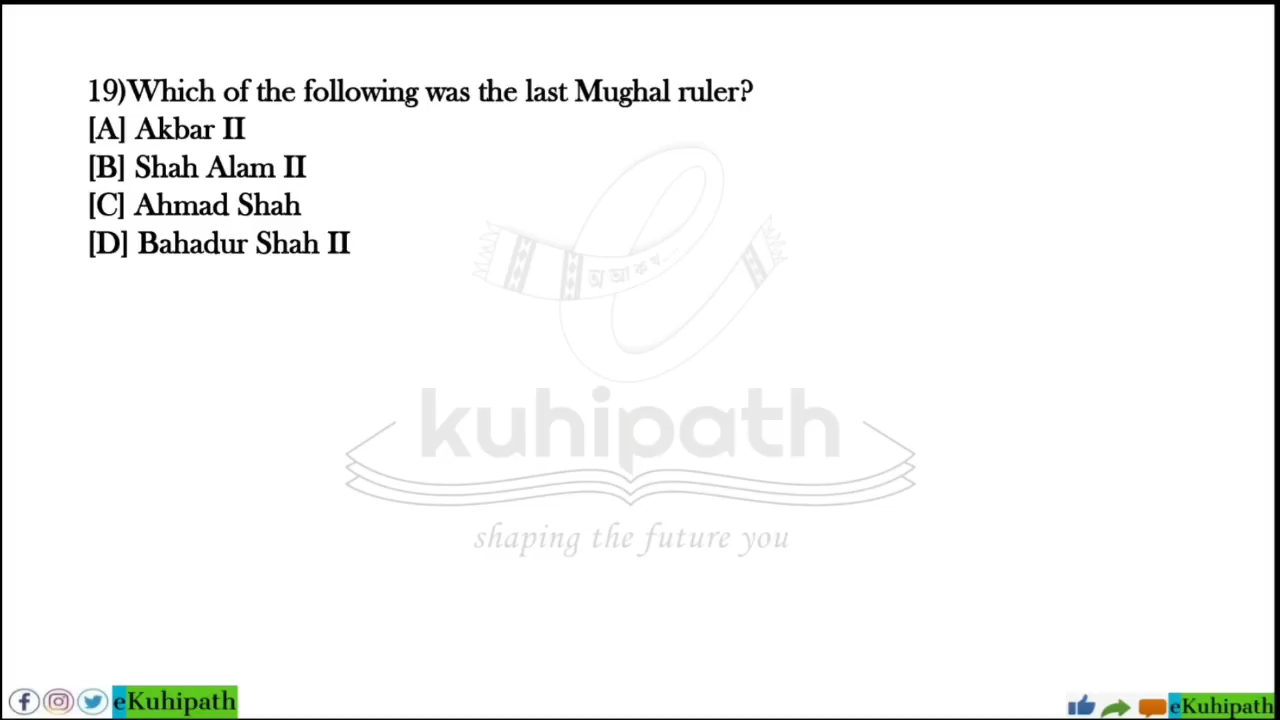 19)Which of the following was the last Mughal ruler?
[A] Akbar II
[B] Shah Alam II
[C] Ahmad Shah
[D] Bahadur Shah II
অ আ ক খ...
kuhipath
shaping the future you
eKuhipath
eKuhipath